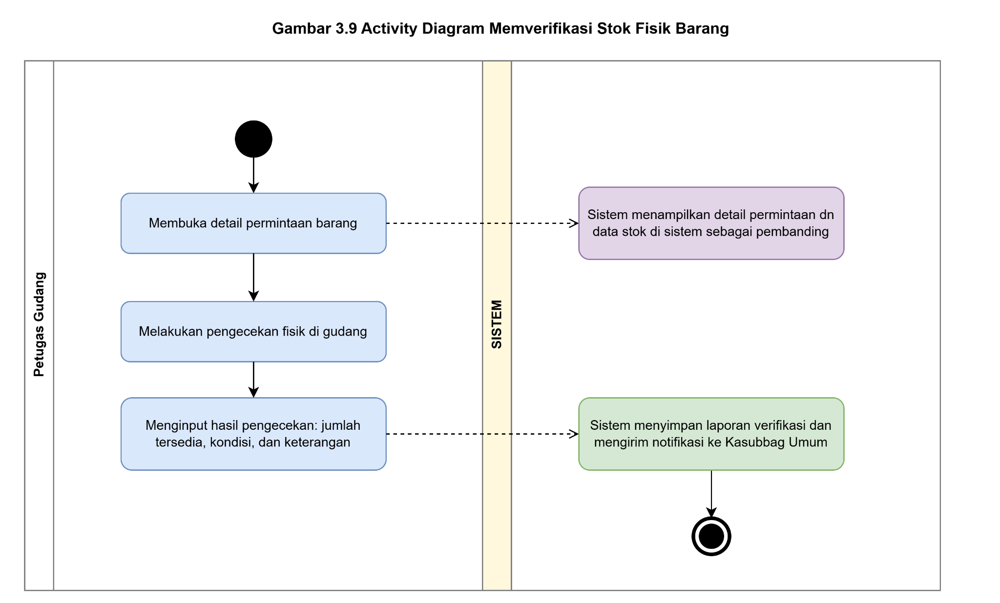 Gambar 3.9 Activity Diagram Memverifikasi Stok Fisik Barang
Petugas Gudang
Membuka detail permintaan barang
Melakukan pengecekan fisik di gudang
Menginput hasil pengecekan: jumlah
tersedia, kondisi, dan keterangan
SISTEM
Sistem menampilkan detail permintaan dn
data stok di sistem sebagai pembanding
Sistem menyimpan laporan verifikasi dan
mengirim notifikasi ke Kasubbag Umum